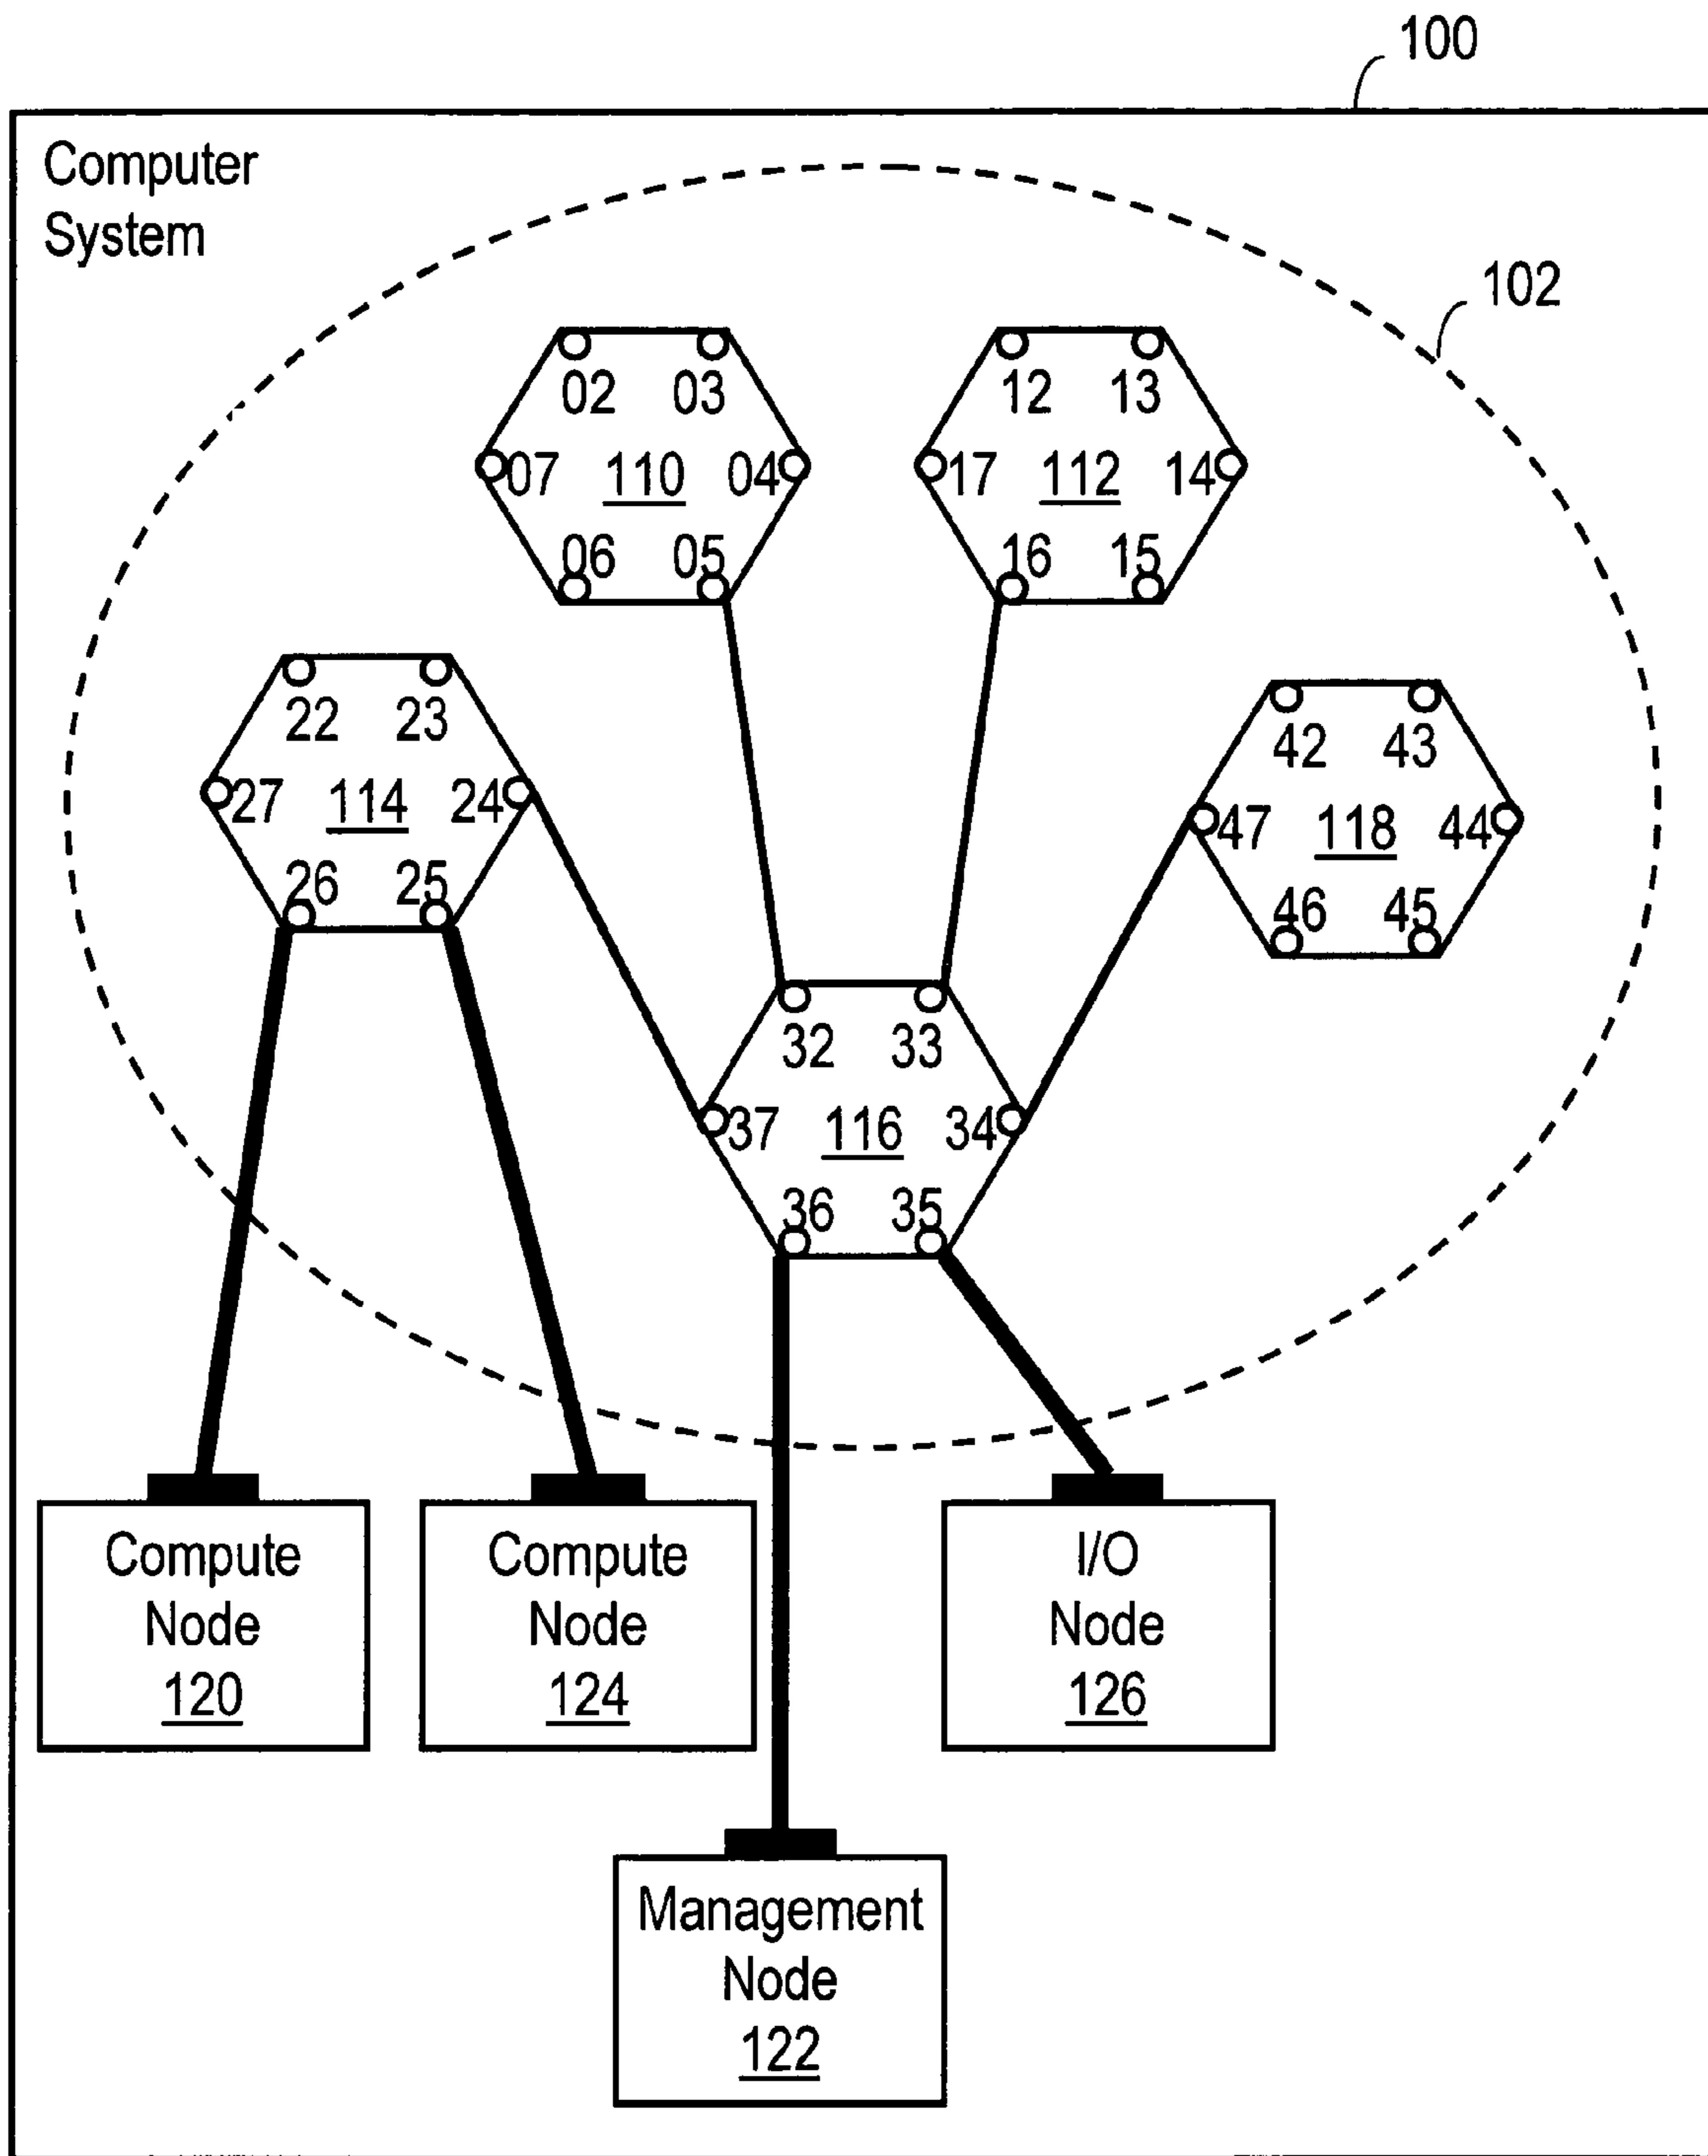 100
Computer
System
102
02 03
12 13
07 110 04
17 112 14
06 05
16 15
22 23
42 43
27 114 24
47 118 44
26 25
46 45
32 33
37 116 34
36 35
Compute
Node
120
Compute
Node
124
I/O
Node
126
Management
Node
122